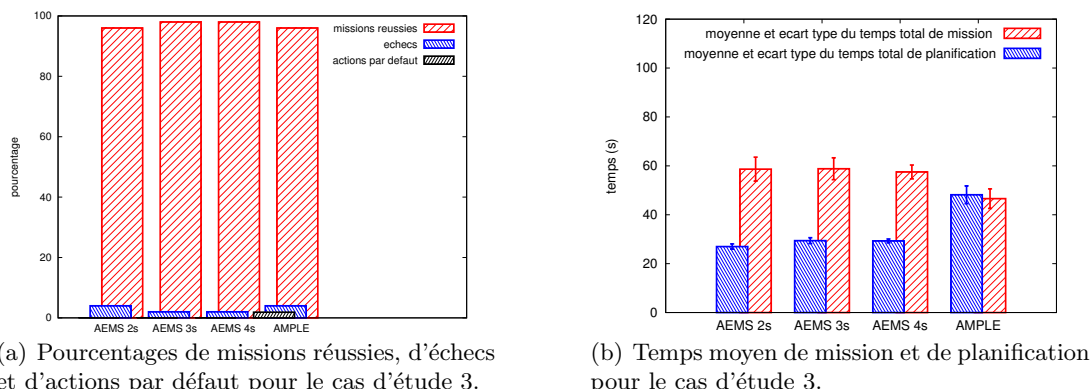 100
80
60
40
20
0
pourcentage
missions reussies
echecs
actions par defaut
AEMS 2s AEMS 3s AEMS 4s AMPLE
(a) Pourcentages de missions réussies, d'échecs
et d'actions par défaut pour le cas d'étude 3.
120
100
80
60
40
20
0
temps (s)
moyenne et ecart type du temps total de mission
moyenne et ecart type du temps total de planification
AEMS 2s AEMS 3s AEMS 4s AMPLE
(b) Temps moyen de mission et de planification
pour le cas d'étude 3.